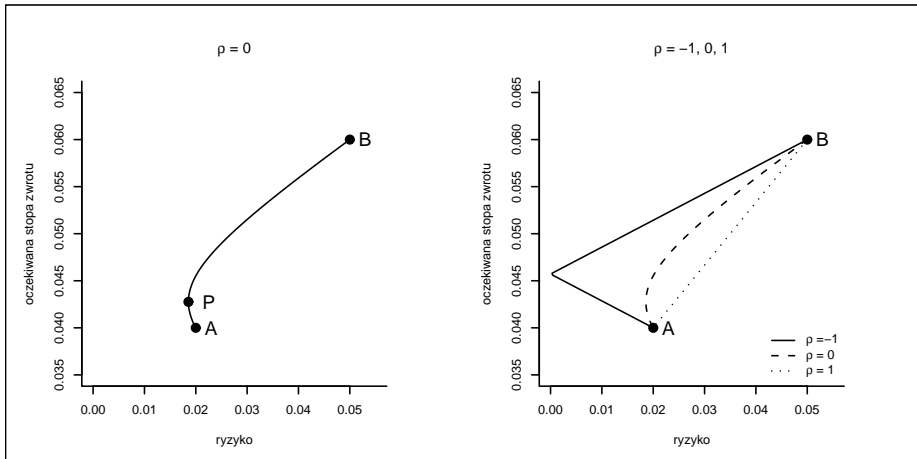 ρ = 0
oczekiwana stopa zwrotu
0.065
0.060
0.055
0.050
0.045
0.040
0.035
B
P
A
0.00 0.01 0.02 0.03 0.04 0.05
ryzyko
ρ = −1, 0, 1
oczekiwana stopa zwrotu
0.065
0.060
0.055
0.050
0.045
0.040
0.035
B
A
ρ =−1
ρ = 0
ρ = 1
0.00 0.01 0.02 0.03 0.04 0.05
ryzyko